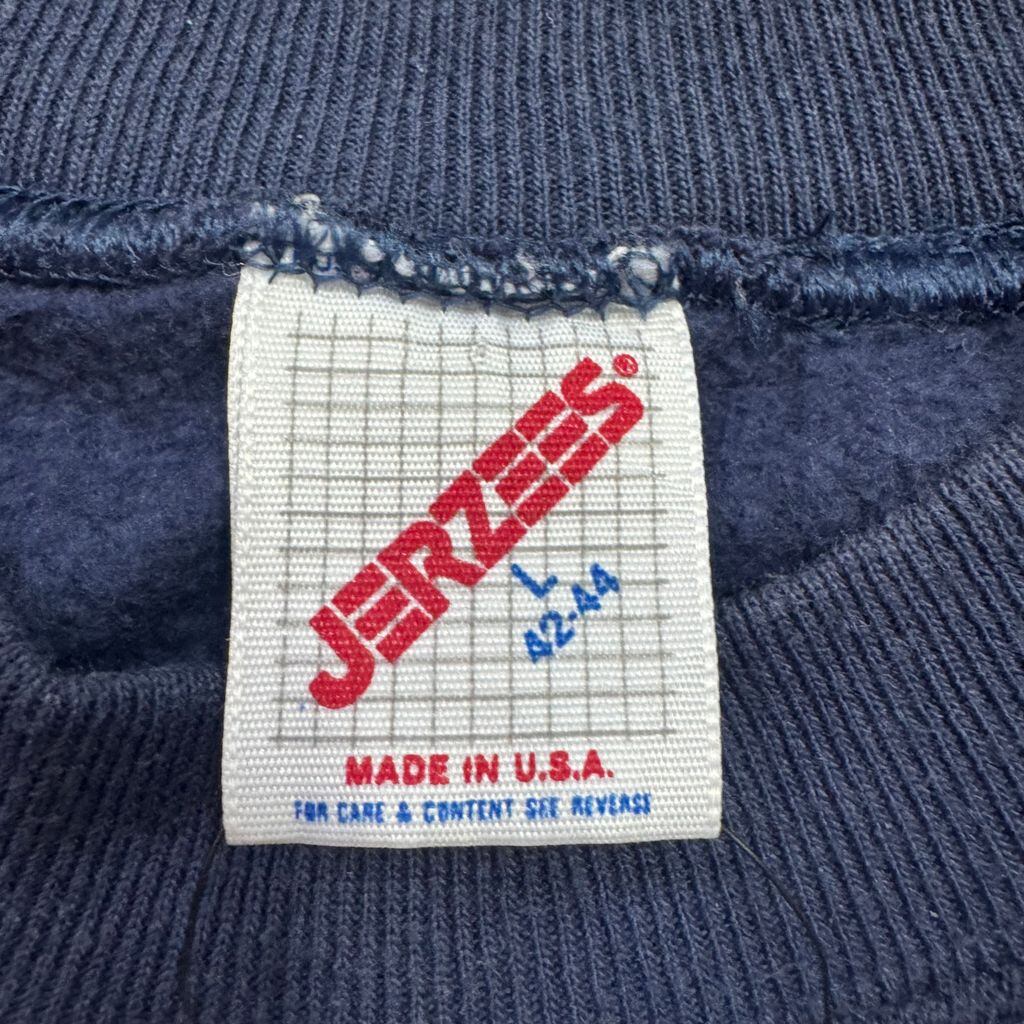 JERZEES®
L
42-44
MADE IN U.S.A.
FOR CARE & CONTENT SEE REVERSE